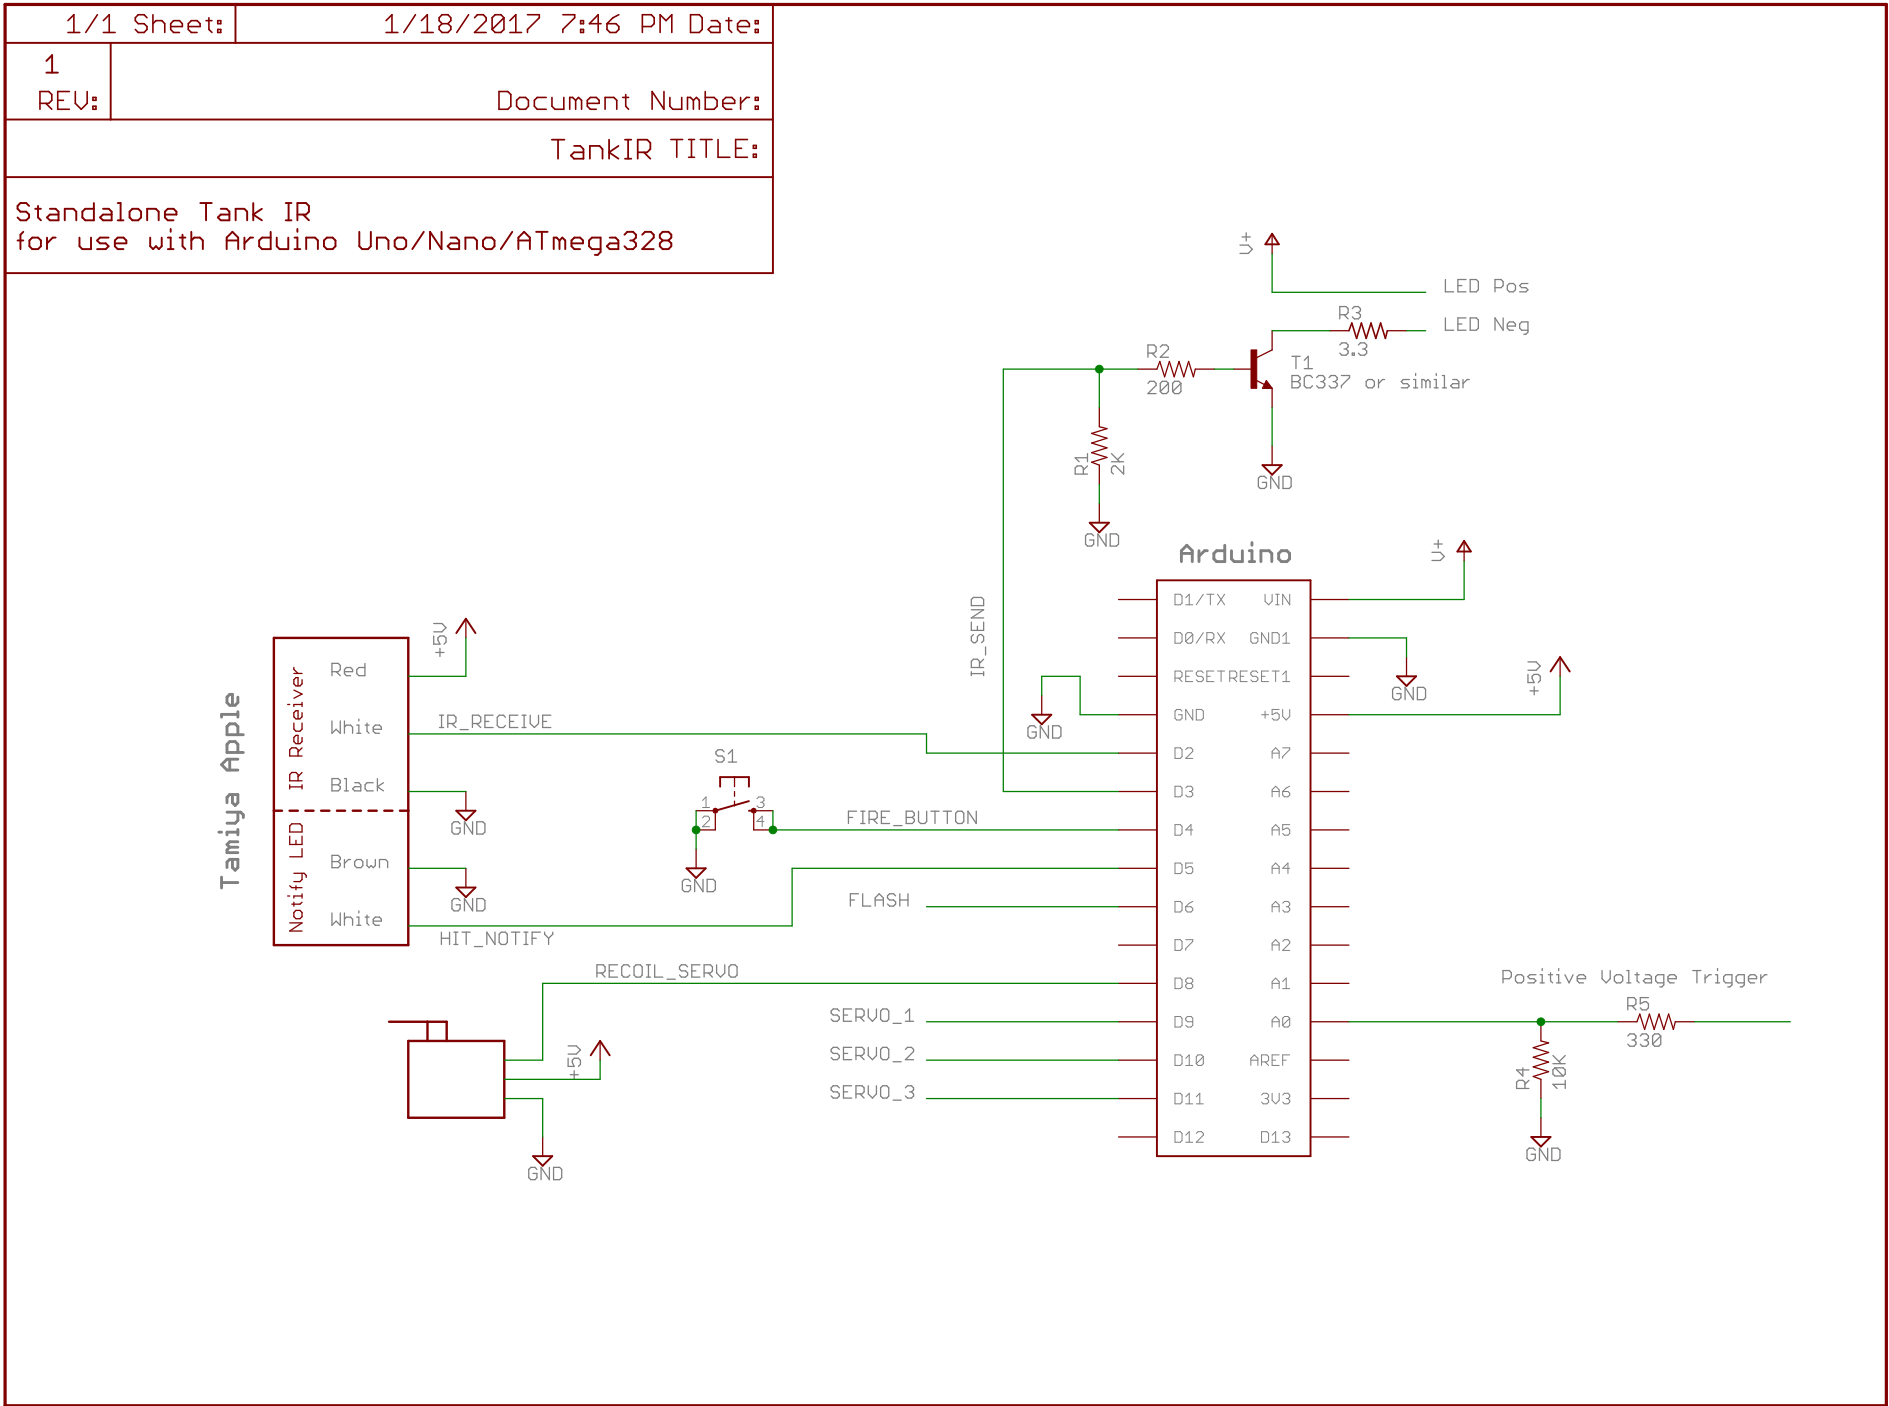 1/1 Sheet: 1/18/2017 7:46 PM Date:
1
REV: Document Number:
TankIR TITLE:
Standalone Tank IR
for use with Arduino Uno/Nano/ATmega328
V+
LED Pos
LED Neg
R3
3.3
R2
200
T1
BC337 or similar
R1
2K
GND
GND
IR_SEND
Arduino
V+
D1/TX VIN
D0/RX GND1
RESET RESET1
GND +5V
D2 A7
D3 A6
D4 A5
D5 A4
D6 A3
D7 A2
D8 A1
D9 A0
D10 AREF
D11 3V3
D12 D13
GND
+5V
GND
Tamiya Apple
IR Receiver
Notify LED
Red
White
Black
Brown
White
+5V
IR_RECEIVE
GND
GND
HIT_NOTIFY
S1
1 3
2 4
GND
FIRE_BUTTON
FLASH
RECOIL_SERVO
SERVO_1
SERVO_2
SERVO_3
+5V
GND
Positive Voltage Trigger
R5
330
R4
10K
GND